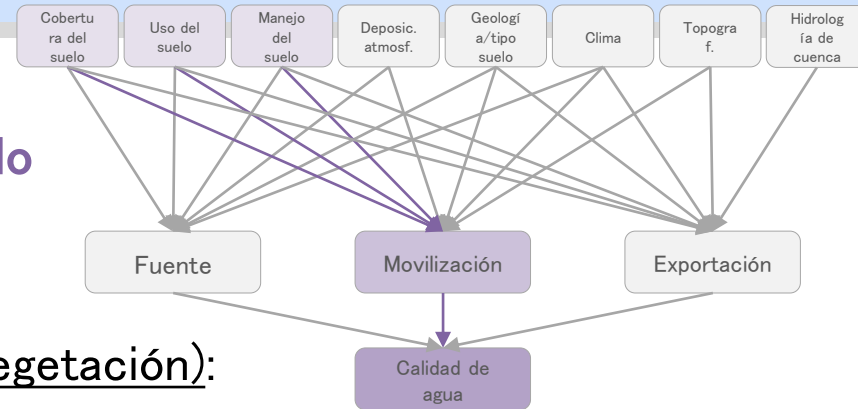 Cobertu
ra del
suelo
Uso del
suelo
Manejo
del
suelo
Deposic.
atmosf.
Geologí
a/tipo
suelo
Clima
Topogra
f.
Hidrolog
ía de
cuenca
lo
Fuente
Movilización
Exportación
egetación):
Calidad de
agua